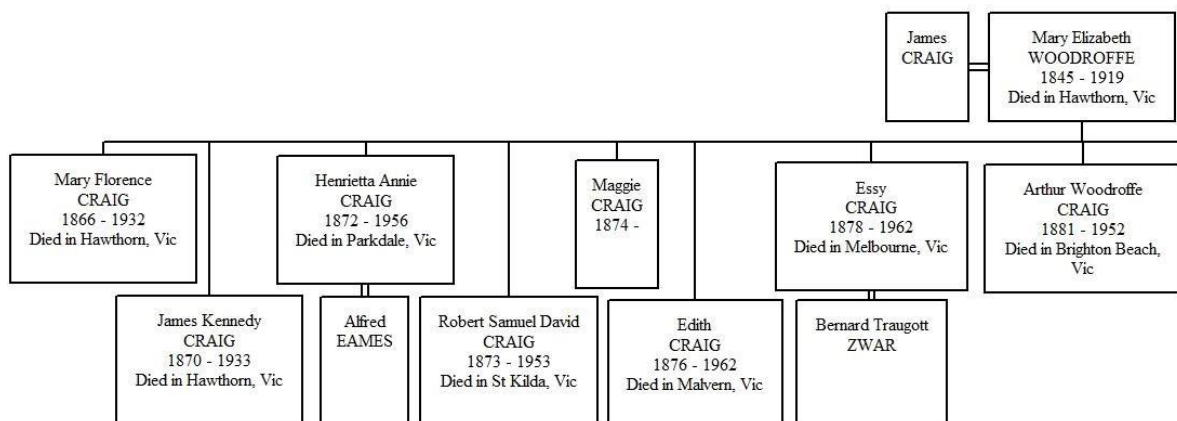 James
CRAIG
Mary Elizabeth
WOODROFFE
1845 - 1919
Died in Hawthorn, Vic
Mary Florence
CRAIG
1866 - 1932
Died in Hawthorn, Vic
Henrietta Annie
CRAIG
1872 - 1956
Died in Parkdale, Vic
Maggie
CRAIG
1874 -
Essy
CRAIG
1878 - 1962
Died in Melbourne, Vic
Arthur Woodroffe
CRAIG
1881 - 1952
Died in Brighton Beach,
Vic
James Kennedy
CRAIG
1870 - 1933
Died in Hawthorn, Vic
Alfred
EAMES
Robert Samuel David
CRAIG
1873 - 1953
Died in St Kilda, Vic
Edith
CRAIG
1876 - 1962
Died in Malvern, Vic
Bernard Traugott
ZWAR